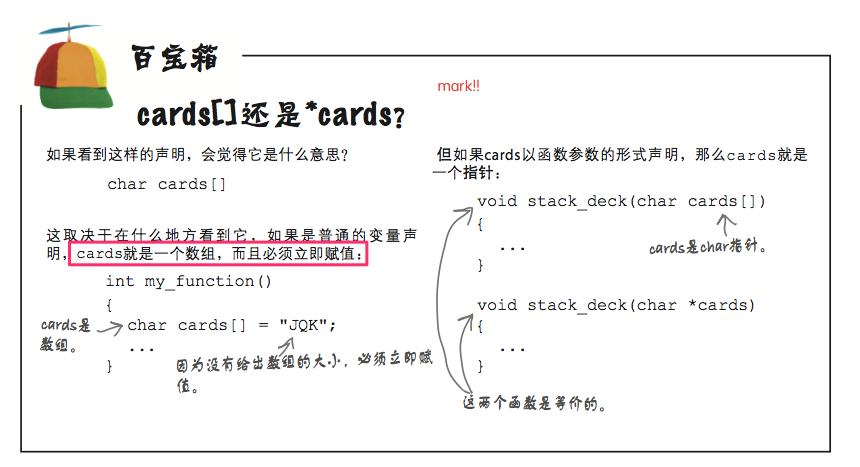 百宝箱
cards[]还是*cards?
如果看到这样的声明，会觉得它是什么意思？
char cards[]
这取决于在什么地方看到它，如果是普通的变量声
明，cards就是一个数组，而且必须立即赋值：
int my_function()
{
char cards[] = "JQK";
...
}
cards是
数组。
因为没有给出数组的大小，必须立即赋
值。
mark!!
但如果cards以函数参数的形式声明，那么cards就是
一个指针：
void stack_deck(char cards[])
{
...
}
cards是char指针。
void stack_deck(char *cards)
{
...
}
这两个函数是等价的。